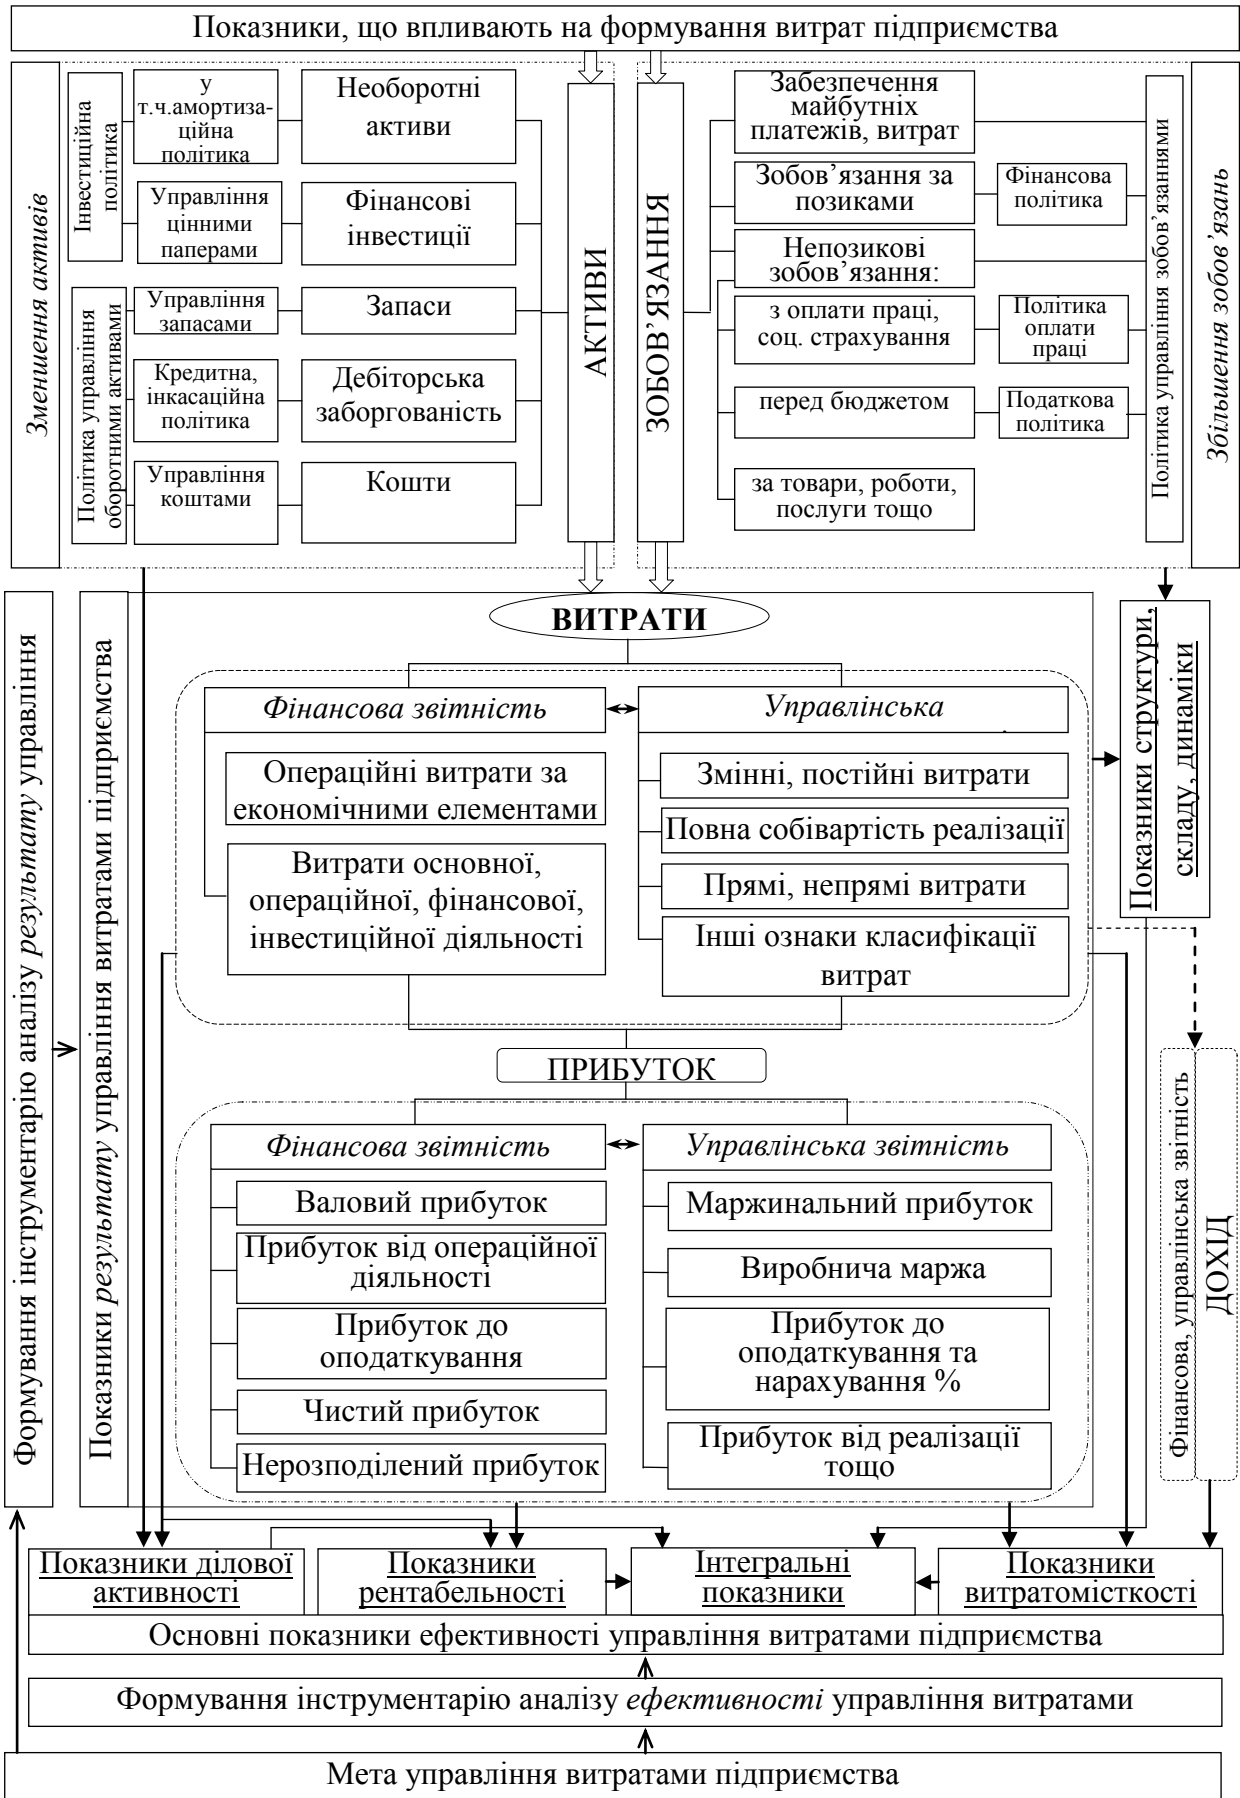 Показники, що впливають на формування витрат підприємства
Зменшення активів
Інвестиційна
політика
у
т.ч.амортиза-
ційна
політика
Необоротні
активи
Управління
цінними
паперами
Фінансові
інвестиції
Політика управління
оборотними активами
Управління
запасами
Запаси
Кредитна,
інкасаційна
політика
Дебіторська
заборгованість
Управління
коштами
Кошти
АКТИВИ
ЗОБОВ’ЯЗАННЯ
Забезпечення
майбутніх
платежів, витрат
Зобов’язання за
позиками
Фінансова
політика
Непозикові
зобов’язання:
з оплати праці,
соц. страхування
Політика
оплати
праці
перед бюджетом
Податкова
політика
за товари, роботи,
послуги тощо
Політика управління зобов’язаннями
Збільшення зобов’язань
Формування інструментарію аналізу результату управління
Показники результату управління витратами підприємства
ВИТРАТИ
Фінансова звітність
Управлінська
Операційні витрати за
економічними елементами
Витрати основної,
операційної, фінансової,
інвестиційної діяльності
Змінні, постійні витрати
Повна собівартість реалізації
Прямі, непрямі витрати
Інші ознаки класифікації
витрат
Показники структури,
складу, динаміки
ПРИБУТОК
Фінансова звітність
Управлінська звітність
Валовий прибуток
Прибуток від операційної
діяльності
Прибуток до
оподаткування
Чистий прибуток
Нерозподілений прибуток
Маржинальний прибуток
Виробнича маржа
Прибуток до
оподаткування та
нарахування %
Прибуток від реалізації
тощо
Фінансова, управлінська звітність
ДОХІД
Показники ділової
активності
Показники
рентабельності
Інтегральні
показники
Показники
витратомісткості
Основні показники ефективності управління витратами підприємства
Формування інструментарію аналізу ефективності управління витратами
Мета управління витратами підприємства